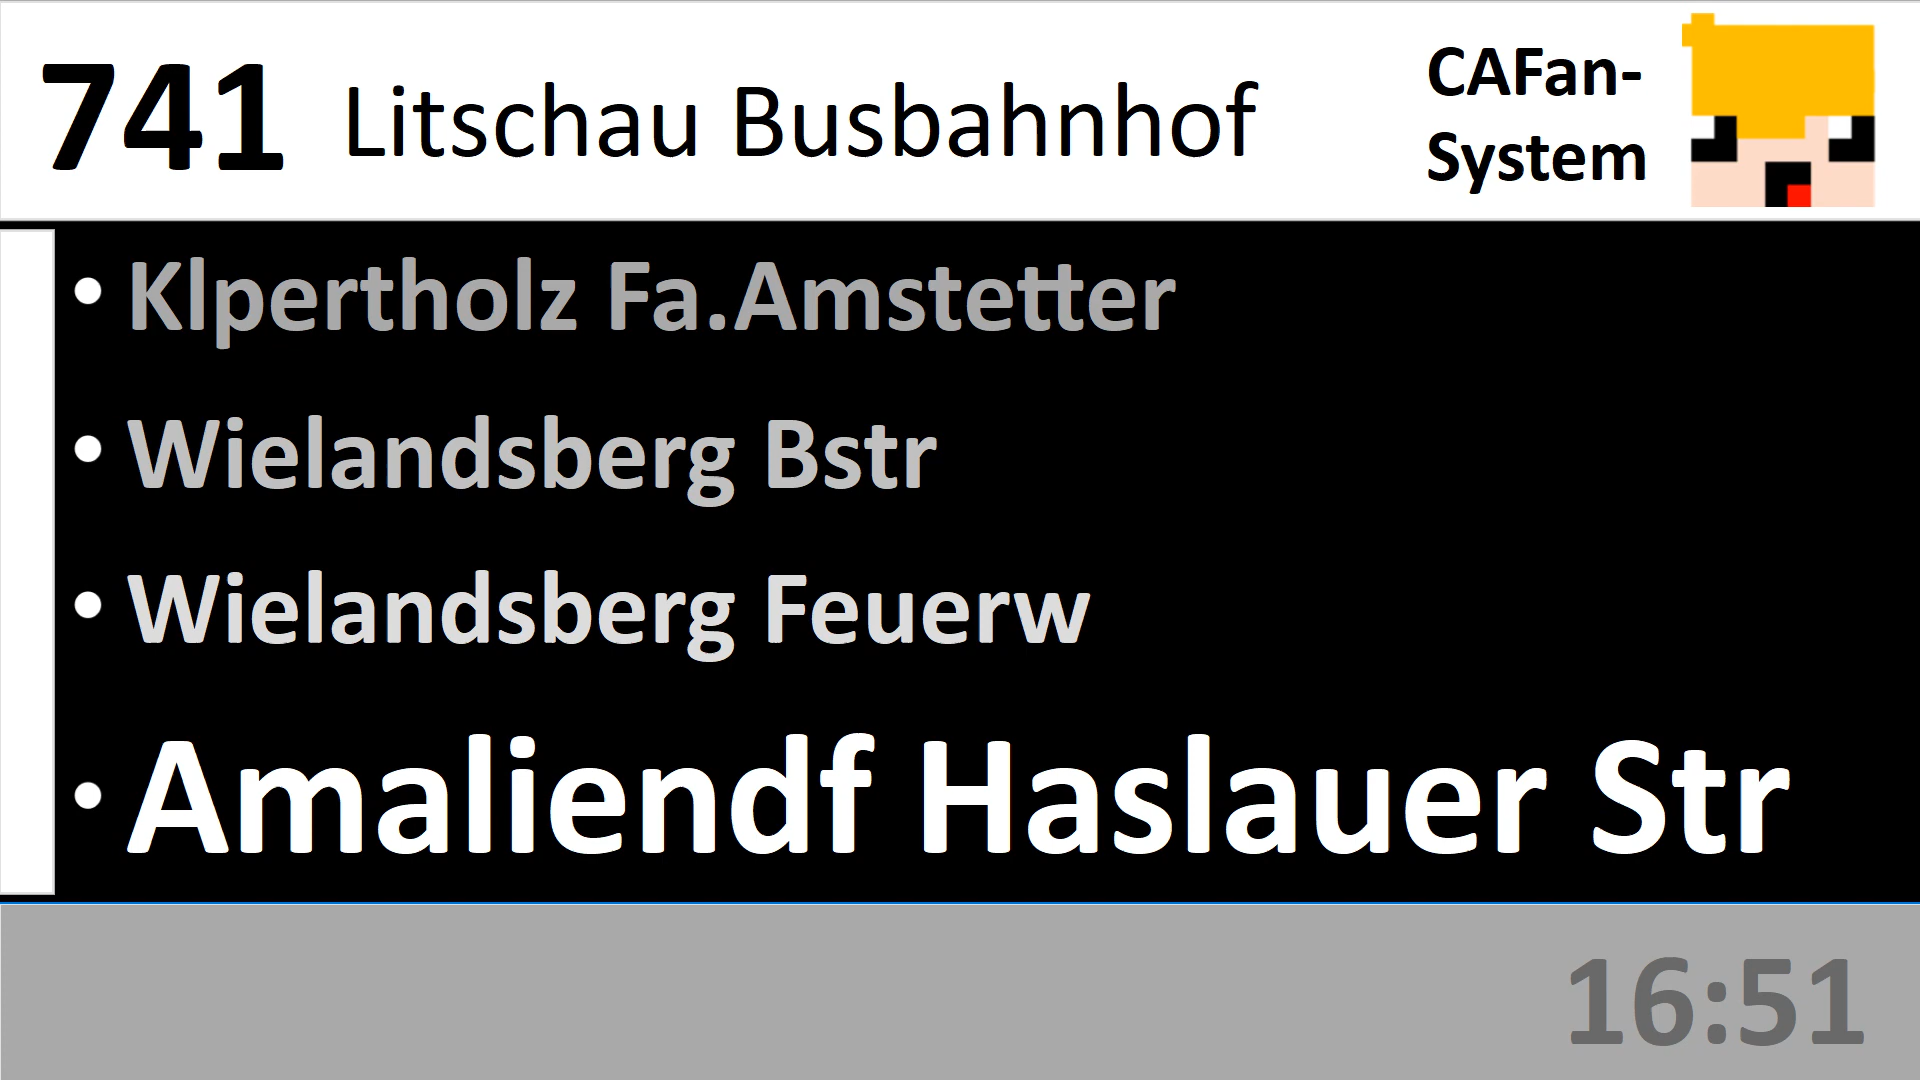 741 Litschau Busbahnhof
CAFan-
System
• Klpertholz Fa.Amstetter
• Wielandsberg Bstr
• Wielandsberg Feuerw
• Amaliendf Haslauer Str
16:51